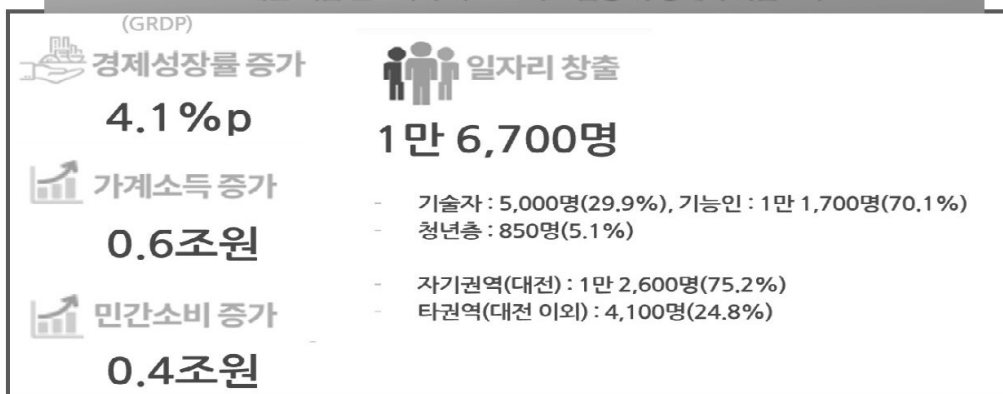 (GRDP)
경제성장률 증가
4.1%p
가계소득 증가
0.6조원
민간소비 증가
0.4조원
일자리 창출
1만 6,700명
- 기술자 : 5,000명(29.9%), 기능인 : 1만 1,700명(70.1%)
- 청년층 : 850명(5.1%)
- 자기권역(대전) : 1만 2,600명(75.2%)
- 타권역(대전 이외) : 4,100명(24.8%)